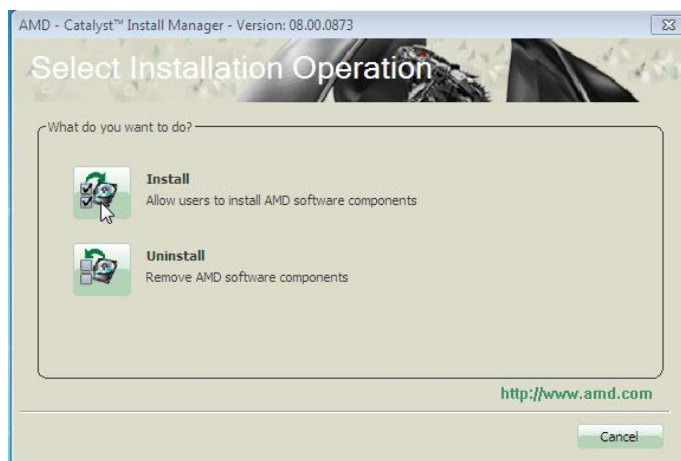 AMD - Catalyst™ Install Manager - Version: 08.00.0873
Select Installation Operation
What do you want to do?
Install
Allow users to install AMD software components
Uninstall
Remove AMD software components
http://www.amd.com
Cancel